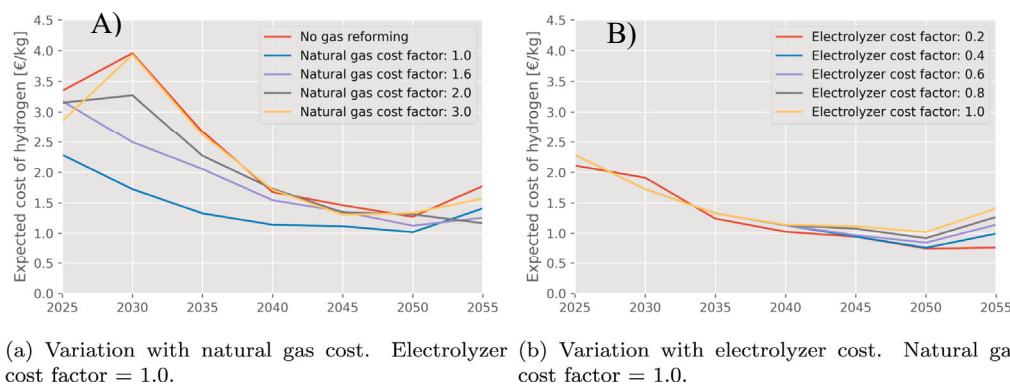 A)
Expected cost of hydrogen [€/kg]
4.5
4.0
3.5
3.0
2.5
2.0
1.5
1.0
0.5
0.0
No gas reforming
Natural gas cost factor: 1.0
Natural gas cost factor: 1.6
Natural gas cost factor: 2.0
Natural gas cost factor: 3.0
2025 2030 2035 2040 2045 2050 2055
B)
Expected cost of hydrogen [€/kg]
4.5
4.0
3.5
3.0
2.5
2.0
1.5
1.0
0.5
0.0
Electrolyzer cost factor: 0.2
Electrolyzer cost factor: 0.4
Electrolyzer cost factor: 0.6
Electrolyzer cost factor: 0.8
Electrolyzer cost factor: 1.0
2025 2030 2035 2040 2045 2050 2055
(a) Variation with natural gas cost. Electrolyzer
cost factor = 1.0.
(b) Variation with electrolyzer cost. Natural ga
cost factor = 1.0.